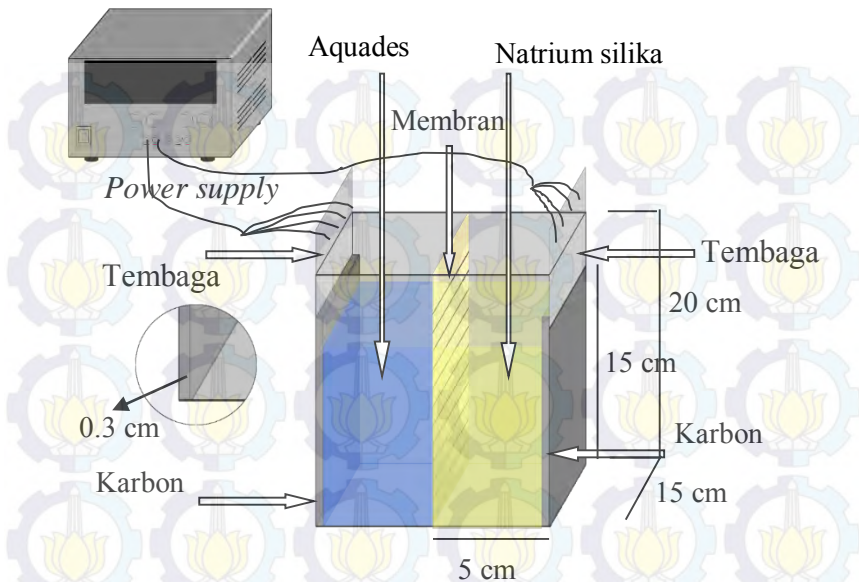 Aquades
Natrium silika
Membran
Power supply
Tembaga
Tembaga
20 cm
15 cm
0.3 cm
Karbon
Karbon
15 cm
5 cm